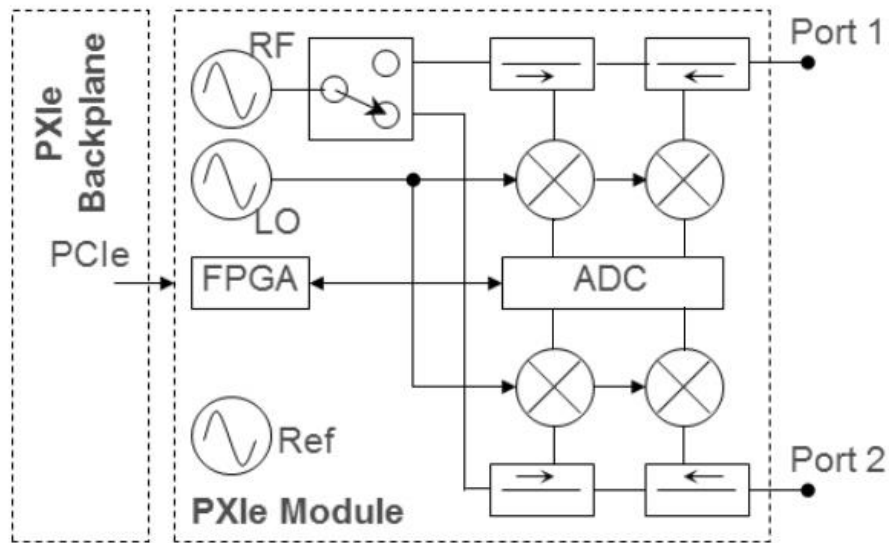 PXIe
Backplane
PCIe
RF
LO
FPGA
ADC
Ref
PXIe Module
Port 1
Port 2